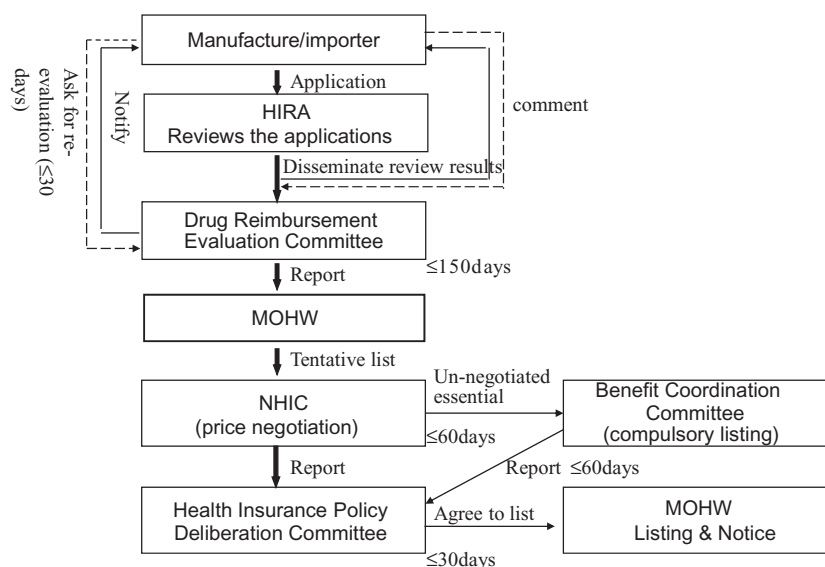 Manufacture/importer
Application
Ask for re-
evaluation (≤30
days)
Notify
comment
HIRA
Reviews the applications
Disseminate review results
Drug Reimbursement
Evaluation Committee
≤150days
Report
MOHW
Tentative list
NHIC
(price negotiation)
≤60days
Un-negotiated
essential
Benefit Coordination
Committee
(compulsory listing)
Report
Report ≤60days
Health Insurance Policy
Deliberation Committee
≤30days
Agree to list
MOHW
Listing & Notice